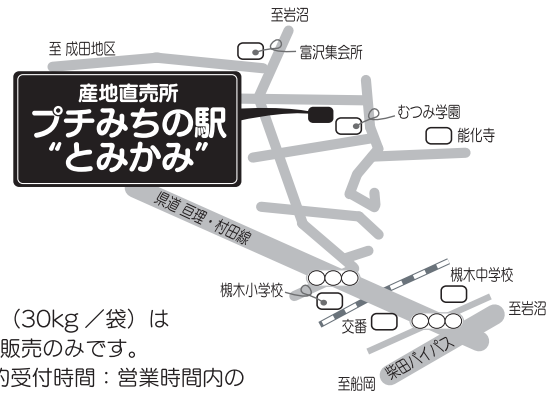 至岩沼
至 成田地区
富沢集会所
産地直売所
プチみちの駅
“とみかみ”
むつみ学園
能化寺
県道 亘理・村田線
槻木小学校
槻木中学校
至岩沼
交番
柴田バイパス
至船岡
（30kg／袋）は
販売のみです。
約受付時間：営業時間内の